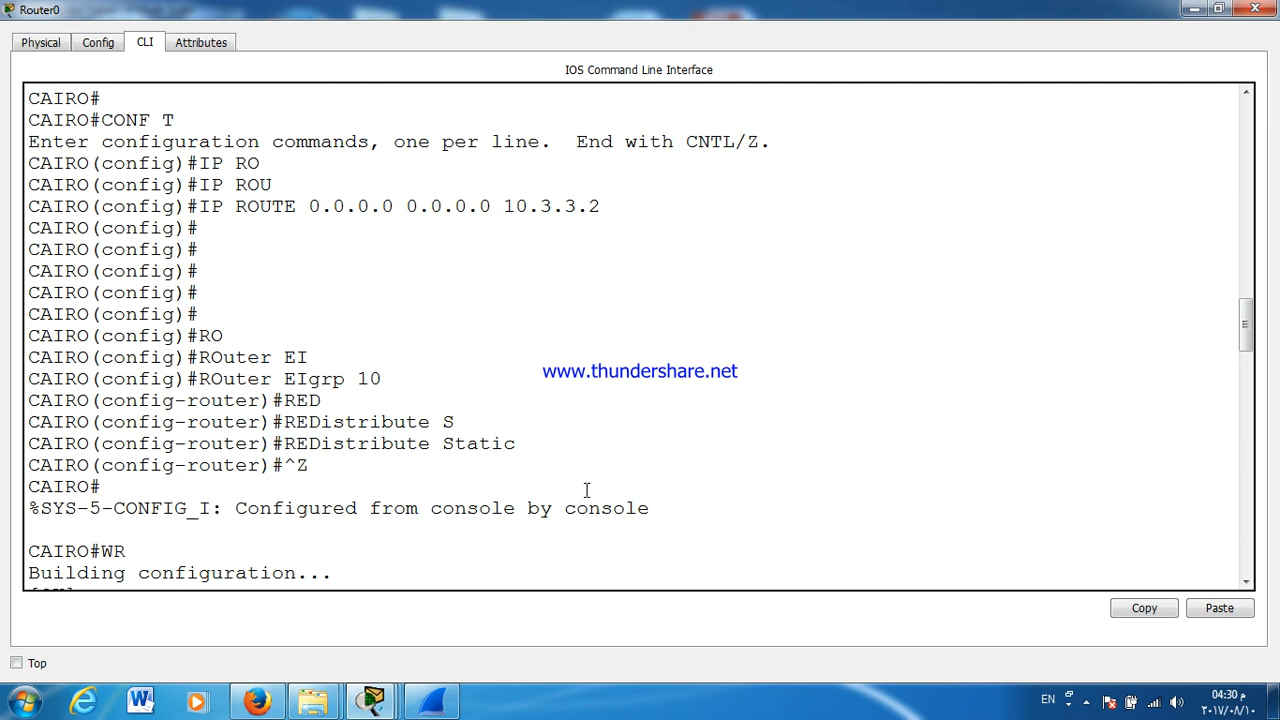 Router0
Physical
Config
CLI
Attributes
IOS Command Line Interface
CAIRO#
CAIRO#CONF T
Enter configuration commands, one per line.  End with CNTL/Z.
CAIRO(config)#IP RO
CAIRO(config)#IP ROU
CAIRO(config)#IP ROUTE 0.0.0.0 0.0.0.0 10.3.3.2
CAIRO(config)#
CAIRO(config)#
CAIRO(config)#
CAIRO(config)#
CAIRO(config)#
CAIRO(config)#RO
CAIRO(config)#ROuter EI
CAIRO(config)#ROuter EIgrp 10
www.thundershare.net
CAIRO(config-router)#RED
CAIRO(config-router)#REDistribute S
CAIRO(config-router)#REDistribute Static
CAIRO(config-router)#^Z
CAIRO#
%SYS-5-CONFIG_I: Configured from console by console
CAIRO#WR
Building configuration...
Copy
Paste
Top
EN
04:30 م
٢٠١٧/٠٨/١٠